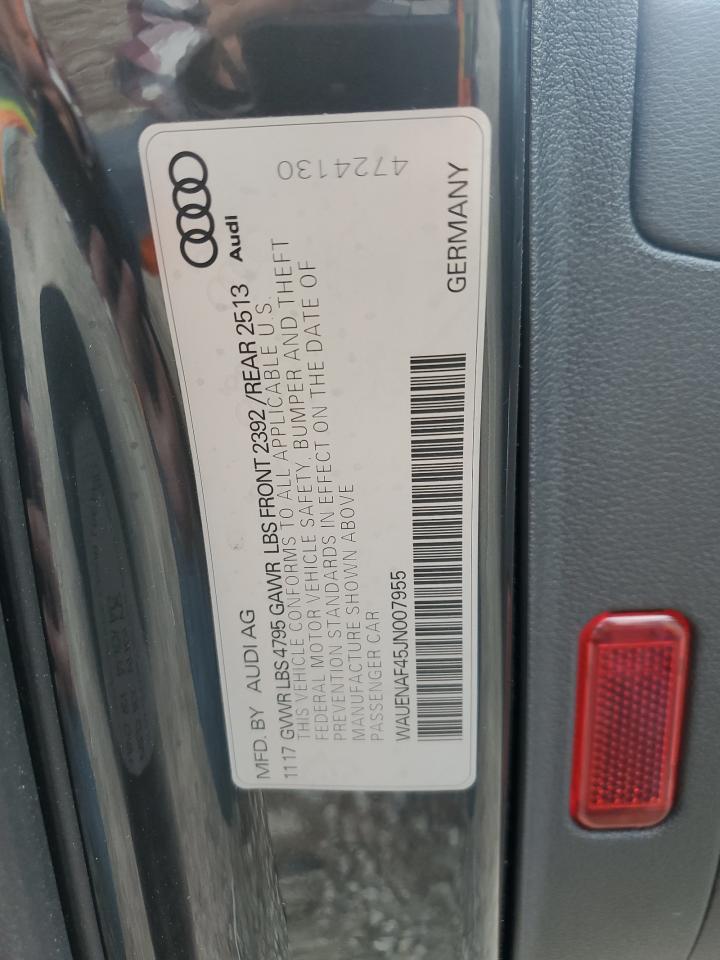 4724130
Audi
MFD. BY AUDI AG
1117 GVWR LBS 4795 GAWR LBS FRONT 2392 /REAR 2513
THIS VEHICLE CONFORMS TO ALL APPLICABLE U.S.
FEDERAL MOTOR VEHICLE SAFETY, BUMPER AND THEFT
PREVENTION STANDARDS IN EFFECT ON THE DATE OF
MANUFACTURE SHOWN ABOVE
PASSENGER CAR
WAUENAF45JN007955
GERMANY